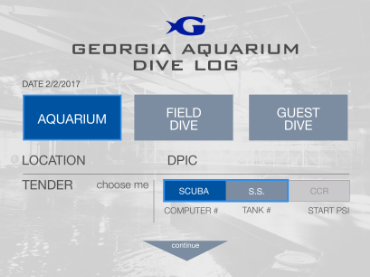 GEORGIA AQUARIUM
DIVE LOG
DATE 2/2/2017
AQUARIUM
FIELD
DIVE
GUEST
DIVE
LOCATION DPIC
TENDER choose me SCUBA S.S. CCR
COMPUTER # TANK # START PSI
continue